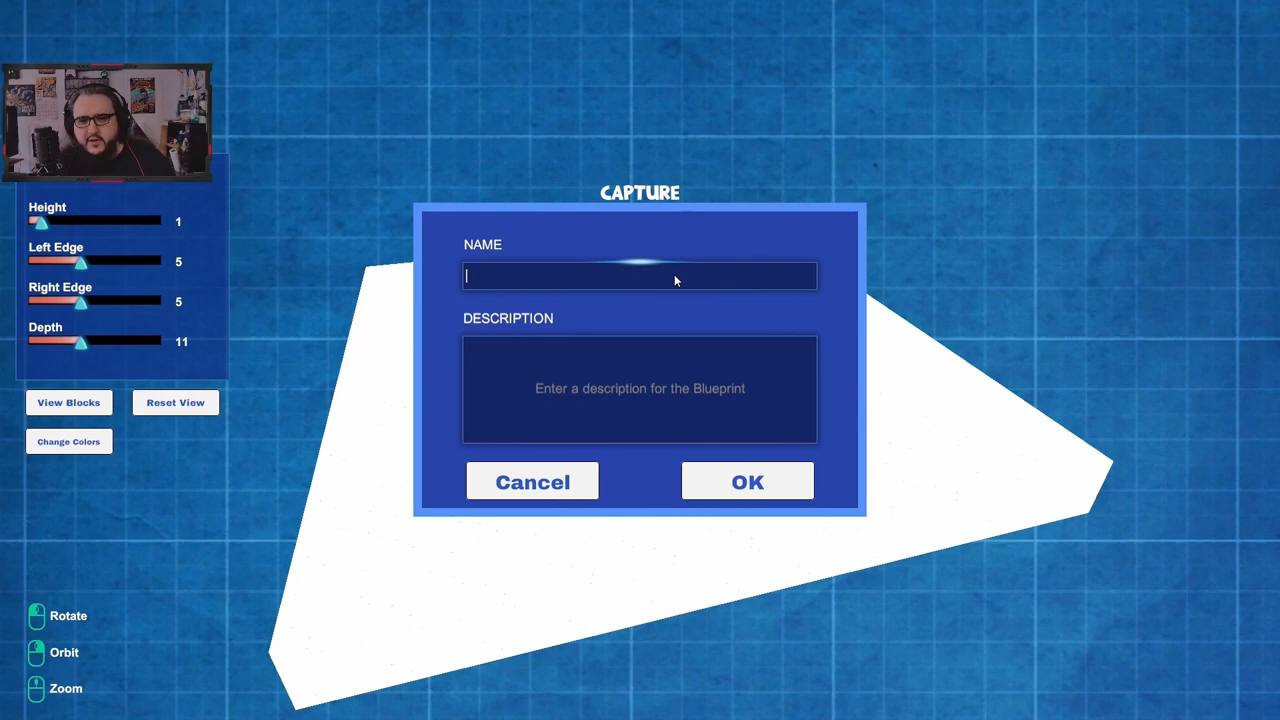 CAPTURE
NAME
DESCRIPTION
Enter a description for the Blueprint
Cancel
OK
Height
1
Left Edge
5
Right Edge
5
Depth
11
View Blocks
Reset View
Change Colors
Rotate
Orbit
Zoom